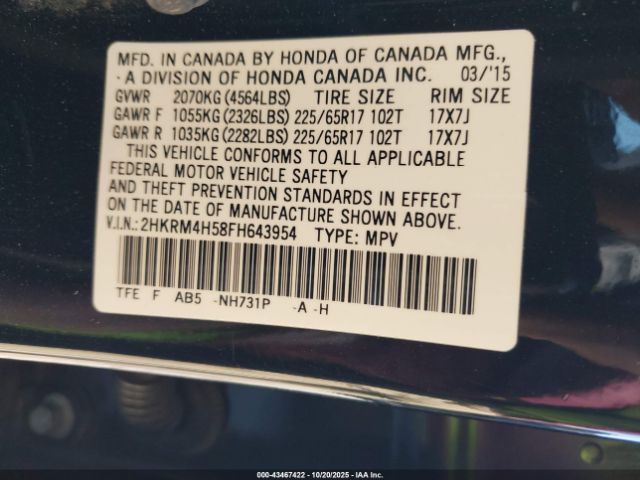 MFD. IN CANADA BY HONDA OF CANADA MFG.,
A DIVISION OF HONDA CANADA INC. 03/'15
GVWR 2070KG (4564LBS) TIRE SIZE RIM SIZE
GAWR F 1055KG (2326LBS) 225/65R17 102T 17X7J
GAWR R 1035KG (2282LBS) 225/65R17 102T 17X7J
THIS VEHICLE CONFORMS TO ALL APPLICABLE
FEDERAL MOTOR VEHICLE SAFETY
AND THEFT PREVENTION STANDARDS IN EFFECT
ON THE DATE OF MANUFACTURE SHOWN ABOVE.
V.I.N.: 2HKRM4H58FH643954 TYPE: MPV
TFE F AB5 -NH731P -A -H
000-43467422 - 10/20/2025 - IAA Inc.